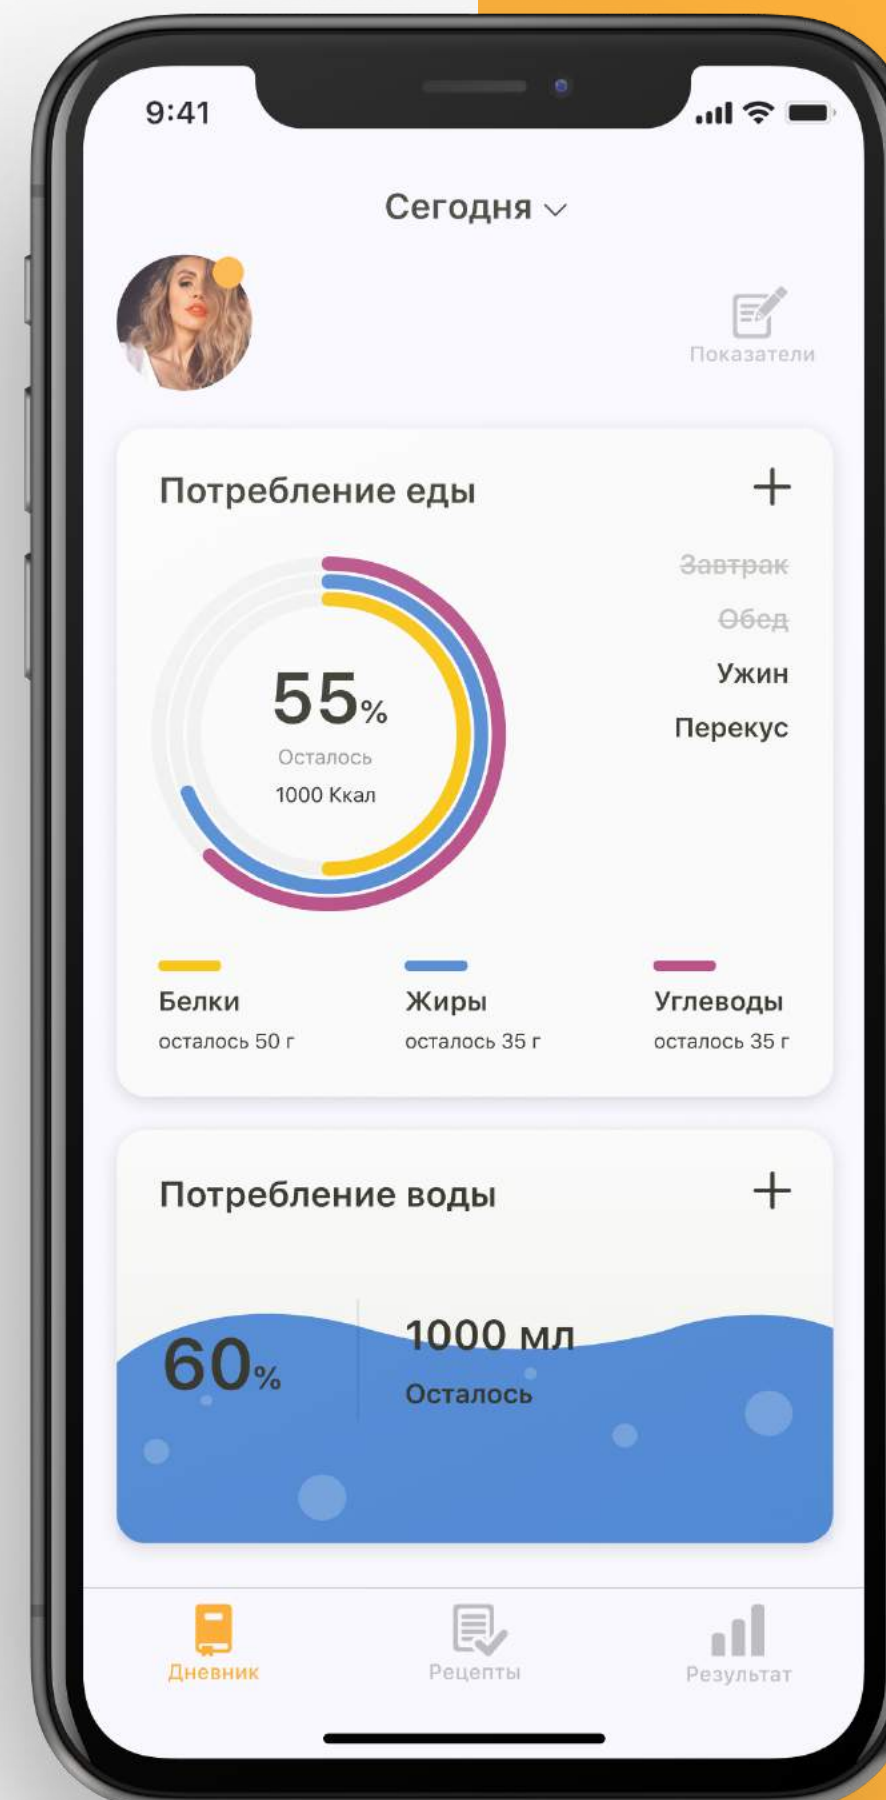 9:41
Сегодня
Показатели
Потребление еды
Завтрак
Обед
Ужин
Перекус
55%
Осталось
1000 Ккал
Белки
осталось 50 г
Жиры
осталось 35 г
Углеводы
осталось 35 г
Потребление воды
60%
1000 мл
Осталось
Дневник
Рецепты
Результат